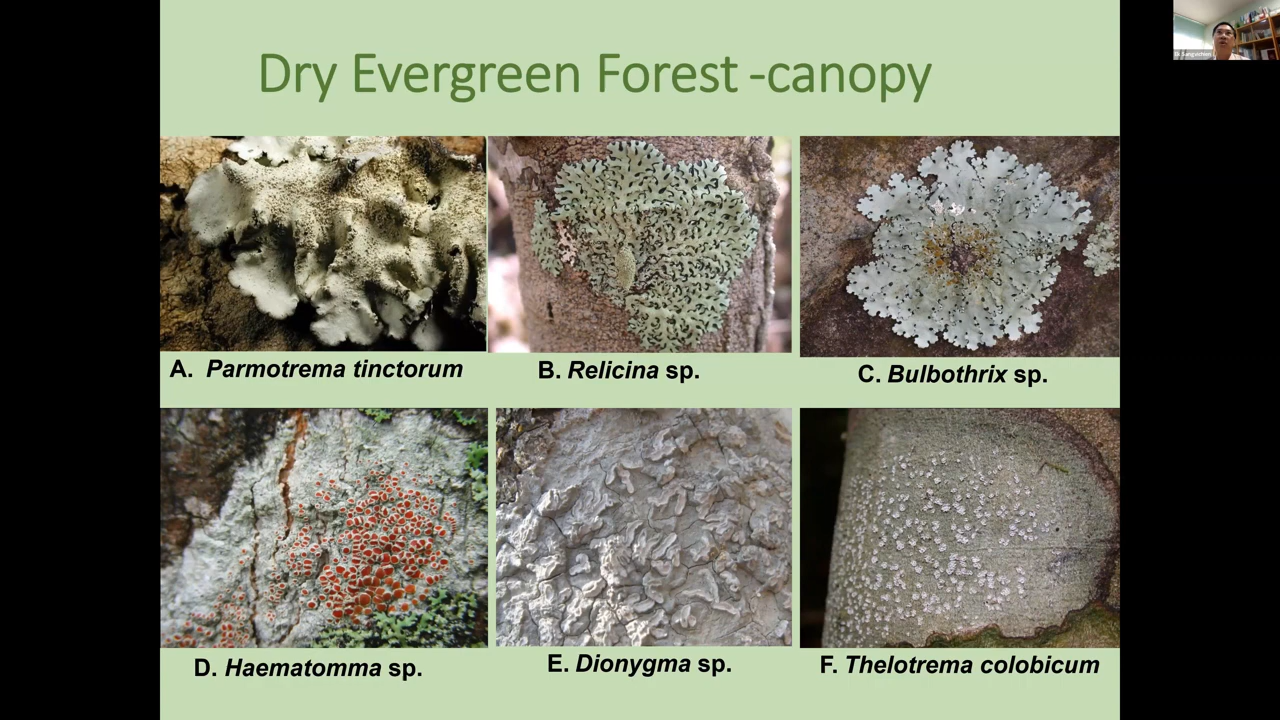 Dry Evergreen Forest -canopy
A. Parmotrema tinctorum
B. Relicina sp.
C. Bulbothrix sp.
D. Haematomma sp.
E. Dionygma sp.
F. Thelotrema colobicum